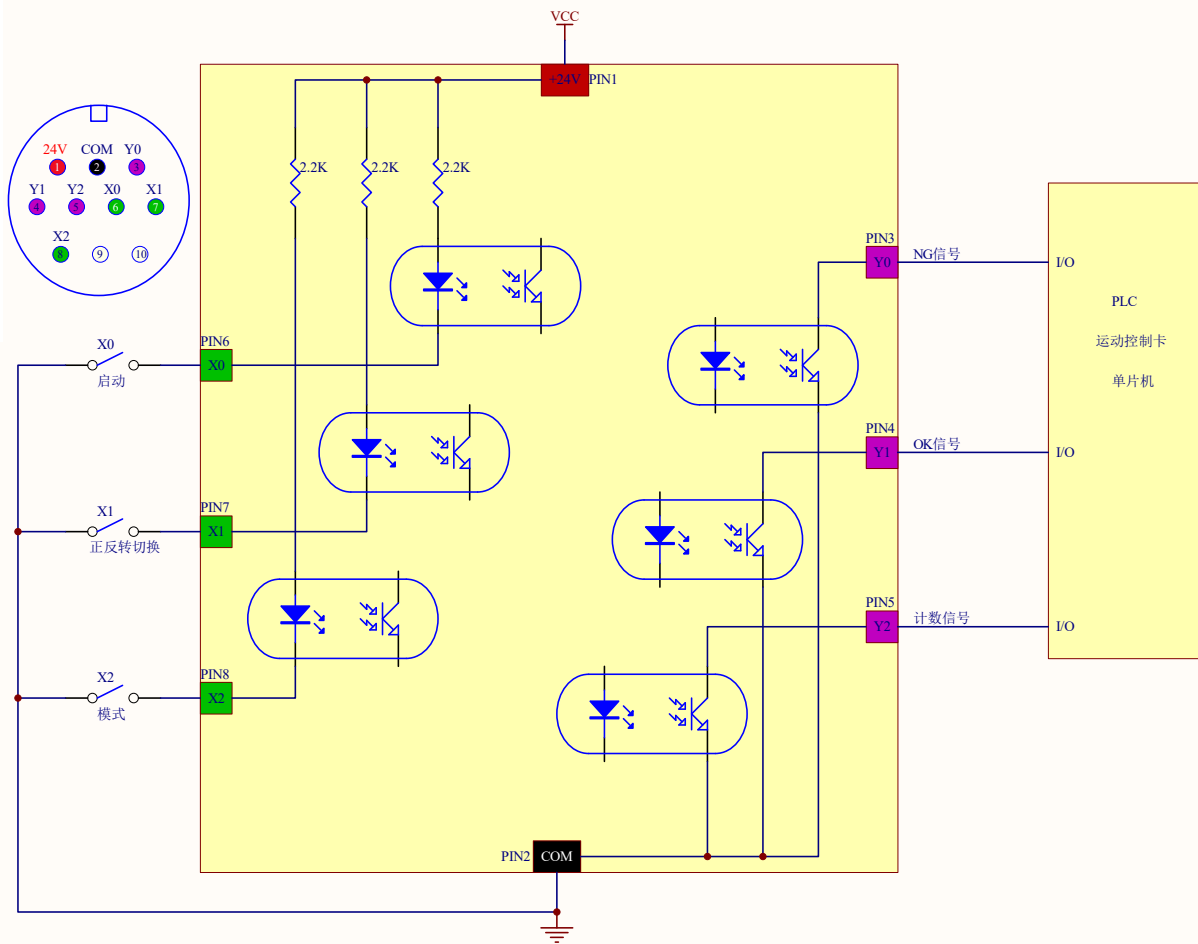 VCC
+24V PIN1
24V COM Y0
1 2 3
Y1 Y2 X0 X1
4 5 6 7
X2
8 9 10
2.2K 2.2K 2.2K
PIN3
Y0 NG信号 I/O
PLC
运动控制卡
单片机
X0 PIN6
X0
启动
PIN4
Y1 OK信号 I/O
X1 PIN7
X1
正反转切换
PIN5
Y2 计数信号 I/O
X2 PIN8
X2
模式
PIN2 COM